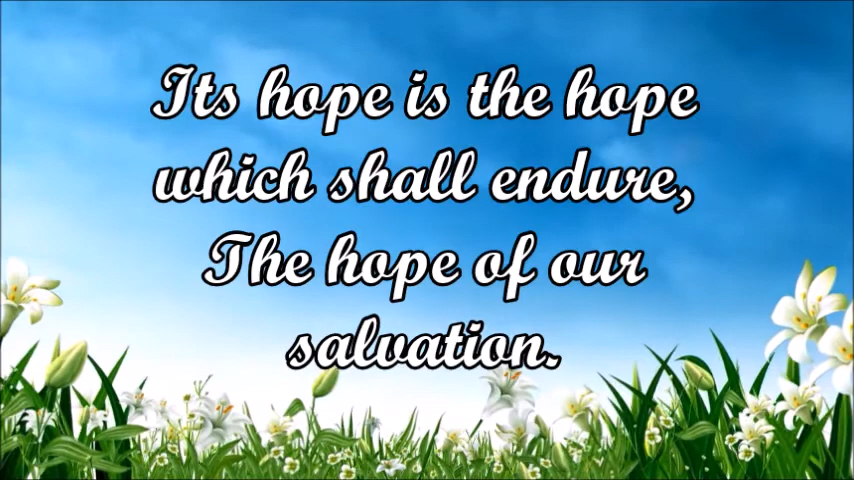 Its hope is the hope
which shall endure,
The hope of our
salvation.